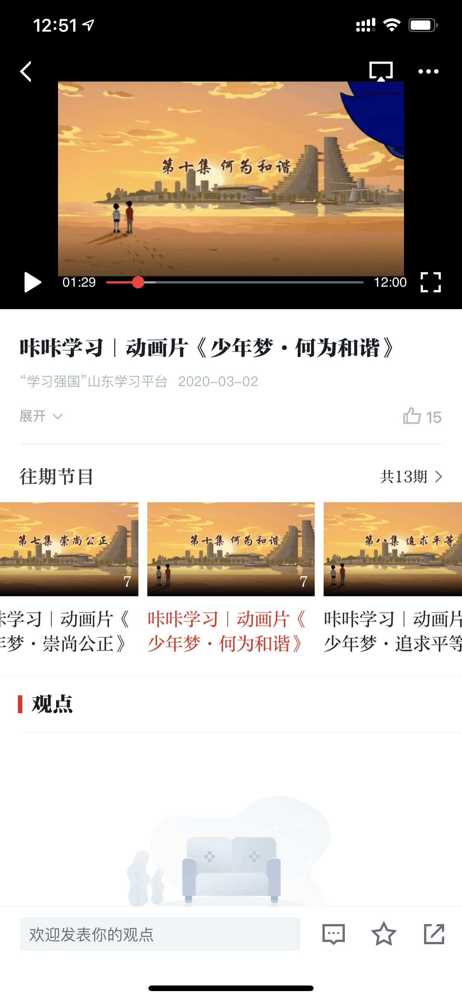 12:51
第十集 何为和谐
01:29
12:00
咔咔学习｜动画片《少年梦·何为和谐》
“学习强国”山东学习平台 2020-03-02
展开
15
往期节目
共13期
第七集 崇尚公正
7
第十集 何为和谐
7
第八集 追求平等
学习｜动画片《
梦·崇尚公正》
咔咔学习｜动画片《
少年梦·何为和谐》
咔咔学习｜动画片
少年梦·追求平等
观点
欢迎发表你的观点